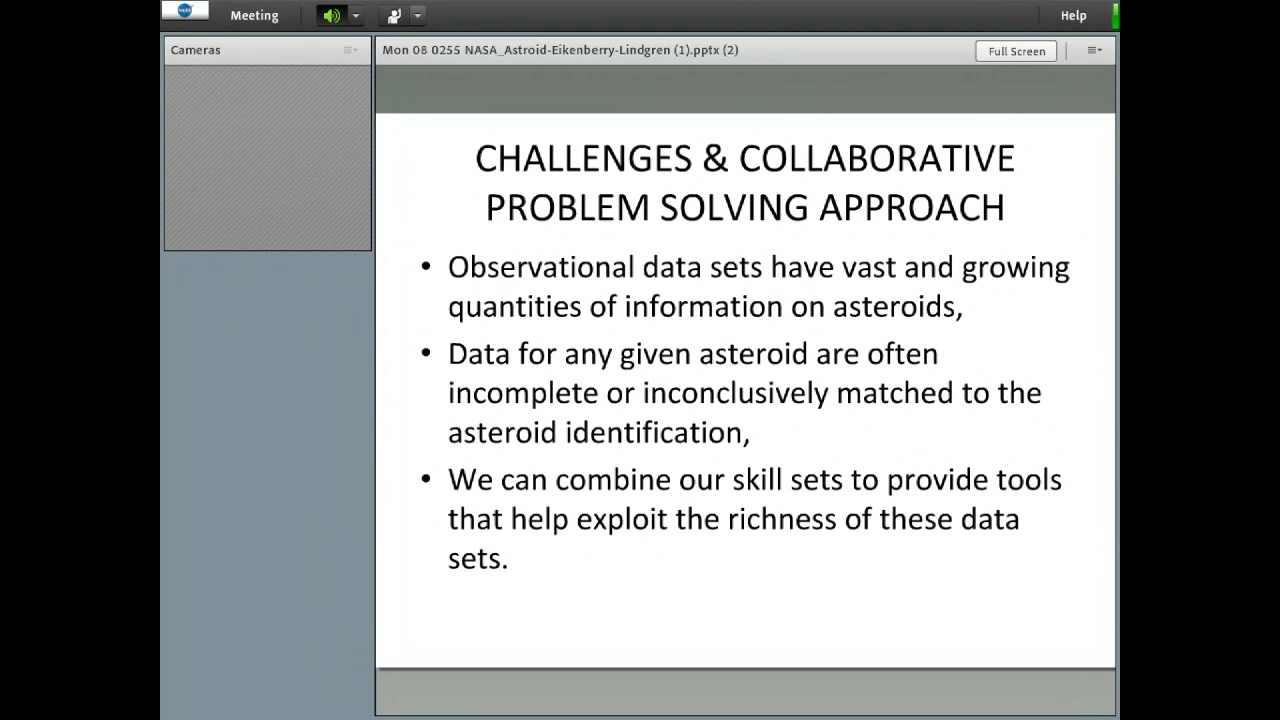 Meeting
Help
Cameras
Mon 08 0255 NASA_Astroid-Eikenberry-Lindgren (1).pptx (2)
Full Screen
CHALLENGES & COLLABORATIVE
PROBLEM SOLVING APPROACH
• Observational data sets have vast and growing
quantities of information on asteroids,
• Data for any given asteroid are often
incomplete or inconclusively matched to the
asteroid identification,
• We can combine our skill sets to provide tools
that help exploit the richness of these data
sets.